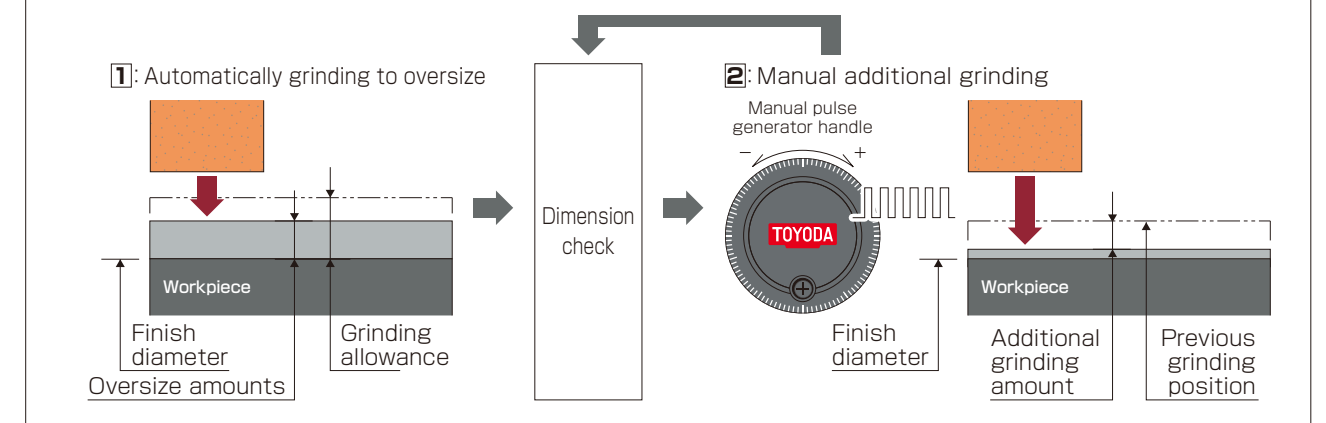 1: Automatically grinding to oversize
Workpiece
Finish
diameter
Grinding
allowance
Oversize amounts
Dimension
check
2: Manual additional grinding
Manual pulse
generator handle
− +
TOYODA
Workpiece
Finish
diameter
Additional
grinding
amount
Previous
grinding
position